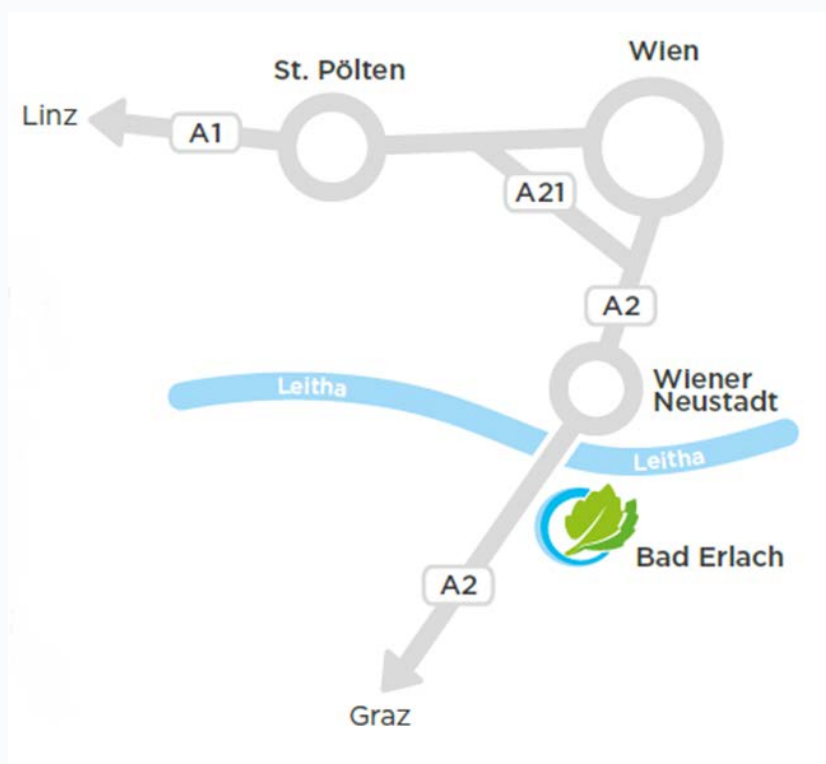 Wien
St. Pölten
Linz
A1
A21
A2
Wiener
Neustadt
Leitha
Leitha
Bad Erlach
A2
Graz